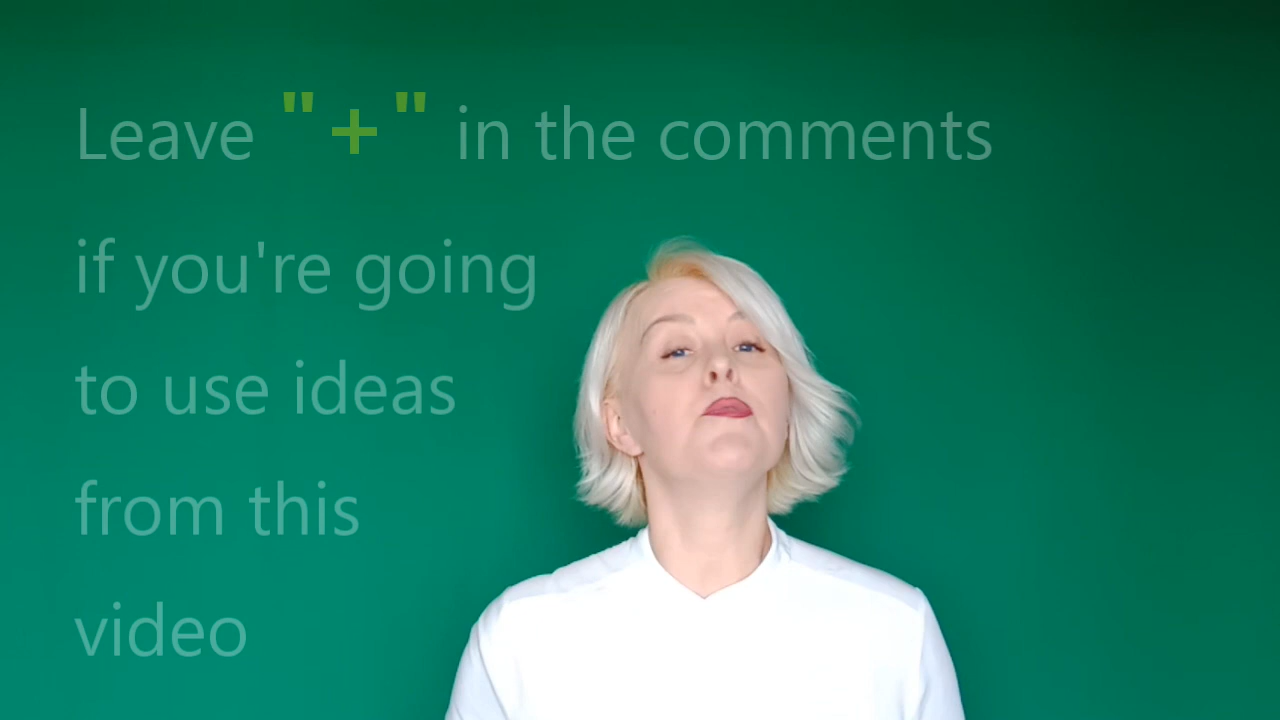 Leave "+" in the comments
if you're going
to use ideas
from this
video